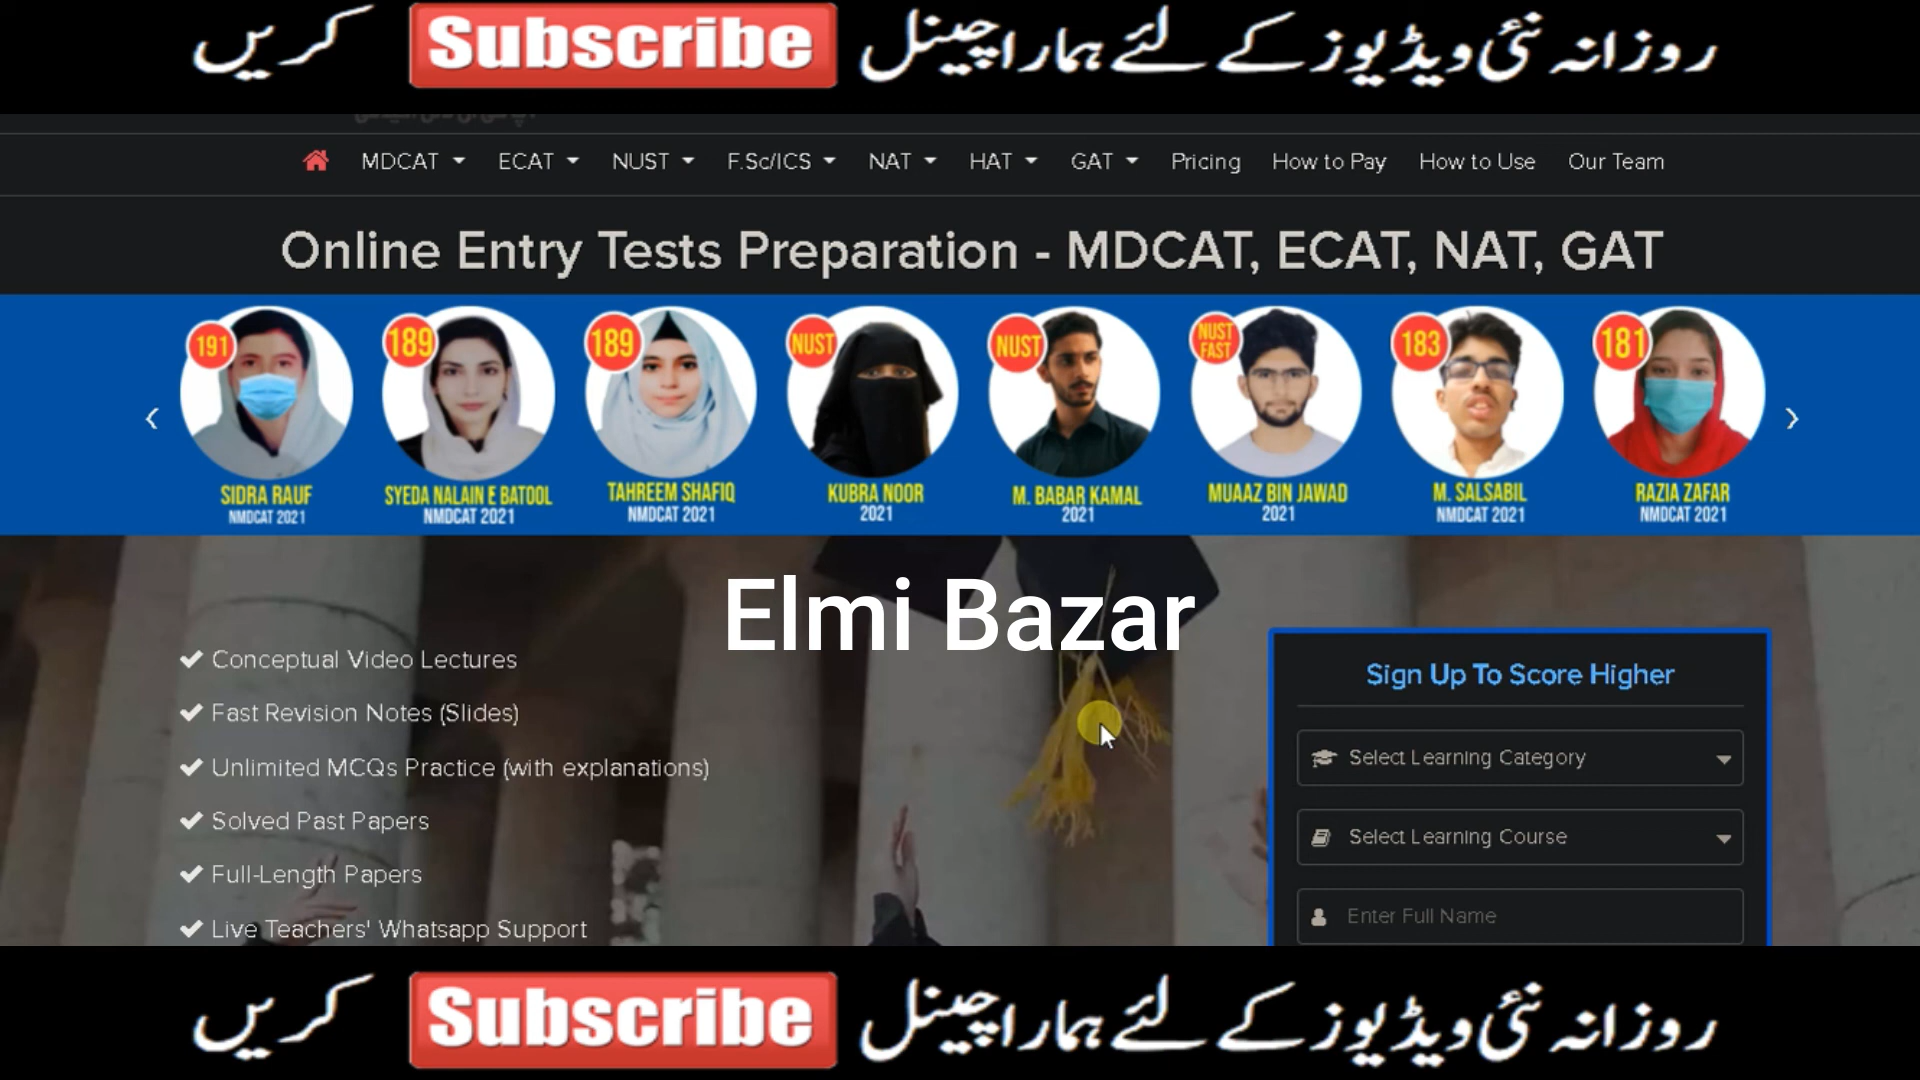 روزانہ نئی ویڈیوز کے لئے ہمارا چینل Subscribe کریں
MDCAT ECAT NUST F.Sc/ICS NAT HAT GAT Pricing How to Pay How to Use Our Team
Online Entry Tests Preparation - MDCAT, ECAT, NAT, GAT
191 189 189 NUST NUST NUST FAST 183 181
SIDRA RAUF SYEDA NALAIN E BATOOL TAHREEM SHAFIQ KUBRA NOOR M. BABAR KAMAL MUAAZ BIN JAWAD M. SALSABIL RAZIA ZAFAR
NMDCAT 2021 NMDCAT 2021 NMDCAT 2021 2021 2021 2021 NMDCAT 2021 NMDCAT 2021
Elmi Bazar
Conceptual Video Lectures
Fast Revision Notes (Slides)
Unlimited MCQs Practice (with explanations)
Solved Past Papers
Full-Length Papers
Live Teachers' Whatsapp Support
Sign Up To Score Higher
Select Learning Category
Select Learning Course
Enter Full Name
روزانہ نئی ویڈیوز کے لئے ہمارا چینل Subscribe کریں